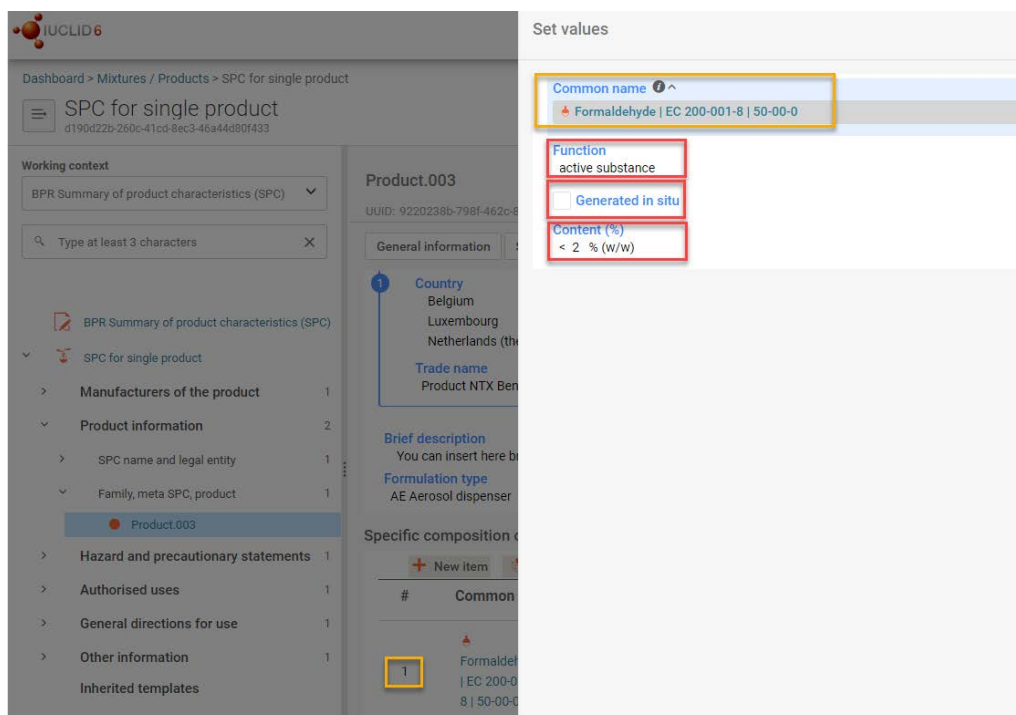 IUCLID 6
Dashboard > Mixtures / Products > SPC for single product
SPC for single product
d190d22b-260c-41cd-8ec3-46a44d80f433
Working context
BPR Summary of product characteristics (SPC)
Type at least 3 characters
BPR Summary of product characteristics (SPC)
SPC for single product
Manufacturers of the product 1
Product information 2
SPC name and legal entity 1
Family, meta SPC, product 1
Product.003
Hazard and precautionary statements 1
Authorised uses 1
General directions for use 1
Other information 1
Inherited templates
Product.003
UUID: 9220238b-798f-462c-8
General information
1 Country
Belgium
Luxembourg
Netherlands (the
Trade name
Product NTX Ben
Brief description
You can insert here br
Formulation type
AE Aerosol dispenser
Specific composition
New item
# Common
1
Formaldeh
| EC 200-0
8 | 50-00-0
Set values
Common name
Formaldehyde | EC 200-001-8 | 50-00-0
Function
active substance
Generated in situ
Content (%)
< 2 % (w/w)